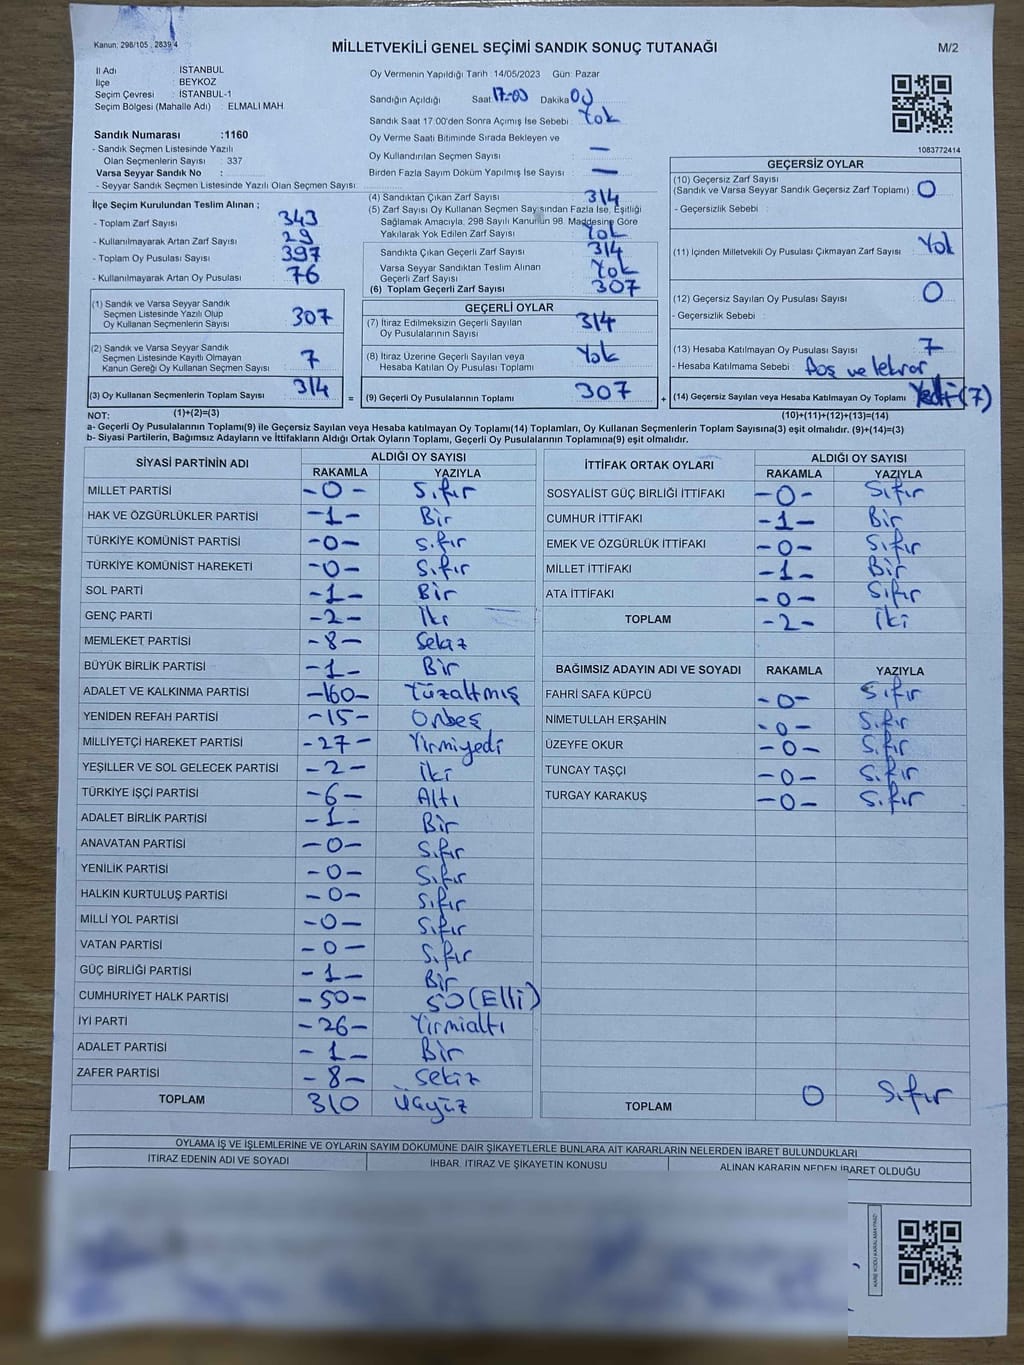 Kanun: 298/105 , 2839/4
MİLLETVEKİLİ GENEL SEÇİMİ SANDIK SONUÇ TUTANAĞI
M/2
İl Adı : İSTANBUL
İlçe : BEYKOZ
Seçim Çevresi : İSTANBUL-1
Seçim Bölgesi (Mahalle Adı) : ELMALI MAH
Sandık Numarası :1160
- Sandık Seçmen Listesinde Yazılı
Olan Seçmenlerin Sayısı : 337
Varsa Seyyar Sandık No :
- Seyyar Sandık Seçmen Listesinde Yazılı Olan Seçmen Sayısı:
İlçe Seçim Kurulundan Teslim Alınan ;
- Toplam Zarf Sayısı : 343
- Kullanılmayarak Artan Zarf Sayısı : 29
- Toplam Oy Pusulası Sayısı : 397
- Kullanılmayarak Artan Oy Pusulası : 76
(1) Sandık ve Varsa Seyyar Sandık
Seçmen Listesinde Yazılı Olup
Oy Kullanan Seçmenlerin Sayısı : 307
(2) Sandık ve Varsa Seyyar Sandık
Seçmen Listesinde Kayıtlı Olmayan
Kanun Gereği Oy Kullanan Seçmen Sayısı : 7
(3) Oy Kullanan Seçmenlerin Toplam Sayısı : 314
Oy Vermenin Yapıldığı Tarih :14/05/2023 Gün: Pazar
Sandığın Açıldığı Saat 17.00 Dakika 00
Sandık Saat 17:00'den Sonra Açımış İse Sebebi : Yok
Oy Verme Saati Bitiminde Sırada Bekleyen ve
Oy Kullandırılan Seçmen Sayısı : —
Birden Fazla Sayım Döküm Yapılmış İse Sayısı : —
(4) Sandıktan Çıkan Zarf Sayısı : 314
(5) Zarf Sayısı Oy Kullanan Seçmen Sayısından Fazla İse, Eşitliği
Sağlamak Amacıyla, 298 Sayılı Kanunun 98. Maddesine Göre
Yakılarak Yok Edilen Zarf Sayısı : Yok
Sandıkta Çıkan Geçerli Zarf Sayısı : 314
Varsa Seyyar Sandıktan Teslim Alınan
Geçerli Zarf Sayısı : Yok
(6) Toplam Geçerli Zarf Sayısı : 307
GEÇERLİ OYLAR
(7) İtiraz Edilmeksizin Geçerli Sayılan
Oy Pusulalarının Sayısı : 314
(8) İtiraz Üzerine Geçerli Sayılan veya
Hesaba Katılan Oy Pusulası Toplamı : Yok
= (9) Geçerli Oy Pusulası Toplamı : 307
1083772414
GEÇERSİZ OYLAR
(10) Geçersiz Zarf Sayısı
(Sandık ve Varsa Seyyar Sandık Geçersiz Zarf Toplamı) : 0
- Geçersizlik Sebebi :
(11) İçinden Milletvekili Oy Pusulası Çıkmayan Zarf Sayısı : Yok
(12) Geçersiz Sayılan Oy Pusulası Sayısı : 0
- Geçersizlik Sebebi :
(13) Hesaba Katılmayan Oy Pusulası Sayısı : 7
- Hesaba Katılmama Sebebi : Boş ve tekrar
+ (14) Geçersiz Sayılan veya Hesaba Katılmayan Oy Toplamı Yedi (7)
NOT: (1)+(2)=(3) (10)+(11)+(12)+(13)=(14)
a- Geçerli Oy Pusulalarının Toplamı(9) ile Geçersiz Sayılan veya Hesaba katılmayan Oy Toplamı(14) Toplamları, Oy Kullanan Seçmenlerin Toplam Sayısına(3) eşit olmalıdır. (9)+(14)=(3)
b- Siyasi Partilerin, Bağımsız Adayların ve İttifakların Aldığı Ortak Oyların Toplamı, Geçerli Oy Pusulalarının Toplamına(9) eşit olmalıdır.
SİYASİ PARTİNİN ADI ALDIĞI OY SAYISI
RAKAMLA YAZIYLA
MİLLET PARTİSİ -0- Sıfır
HAK VE ÖZGÜRLÜKLER PARTİSİ -1- Bir
TÜRKİYE KOMÜNİST PARTİSİ -0- Sıfır
TÜRKİYE KOMÜNİST HAREKETİ -0- Sıfır
SOL PARTİ -1- Bir
GENÇ PARTİ -2- İki
MEMLEKET PARTİSİ -8- Sekiz
BÜYÜK BİRLİK PARTİSİ -1- Bir
ADALET VE KALKINMA PARTİSİ -160- Yüzaltmış
YENİDEN REFAH PARTİSİ -15- Onbeş
MİLLİYETÇİ HAREKET PARTİSİ -27- Yirmiyedi
YEŞİLLER VE SOL GELECEK PARTİSİ -2- İki
TÜRKİYE İŞÇİ PARTİSİ -6- Altı
ADALET BİRLİK PARTİSİ -1- Bir
ANAVATAN PARTİSİ -0- Sıfır
YENİLİK PARTİSİ -0- Sıfır
HALKIN KURTULUŞ PARTİSİ -0- Sıfır
MİLLİ YOL PARTİSİ -0- Sıfır
VATAN PARTİSİ -0- Sıfır
GÜÇ BİRLİĞİ PARTİSİ -1- Bir
CUMHURİYET HALK PARTİSİ -50- 50 (Elli)
İYİ PARTİ -26- Yirmialtı
ADALET PARTİSİ -1- Bir
ZAFER PARTİSİ -8- Sekiz
TOPLAM 310 Üçyüz
İTTİFAK ORTAK OYLARI ALDIĞI OY SAYISI
RAKAMLA YAZIYLA
SOSYALİST GÜÇ BİRLİĞİ İTTİFAKI -0- Sıfır
CUMHUR İTTİFAKI -1- Bir
EMEK VE ÖZGÜRLÜK İTTİFAKI -0- Sıfır
MİLLET İTTİFAKI -1- Bir
ATA İTTİFAKI -0- Sıfır
TOPLAM -2- İki
BAĞIMSIZ ADAYIN ADI VE SOYADI RAKAMLA YAZIYLA
FAHRİ SAFA KÜPCÜ -0- Sıfır
NİMETULLAH ERŞAHİN -0- Sıfır
ÜZEYFE OKUR -0- Sıfır
TUNCAY TAŞÇI -0- Sıfır
TURGAY KARAKUŞ -0- Sıfır
TOPLAM 0 Sıfır
OYLAMA İŞ VE İŞLEMLERİNE VE OYLARIN SAYIM DÖKÜMÜNE DAİR ŞİKAYETLERLE BUNLARA AİT KARARLARIN NELERDEN İBARET BULUNDUKLARI
İTİRAZ EDENİN ADI VE SOYADI İHBAR, İTİRAZ VE ŞİKAYETİN KONUSU ALINAN KARARIN NEDEN İBARET OLDUĞU
KARE KODU KARALAMAYINIZ!